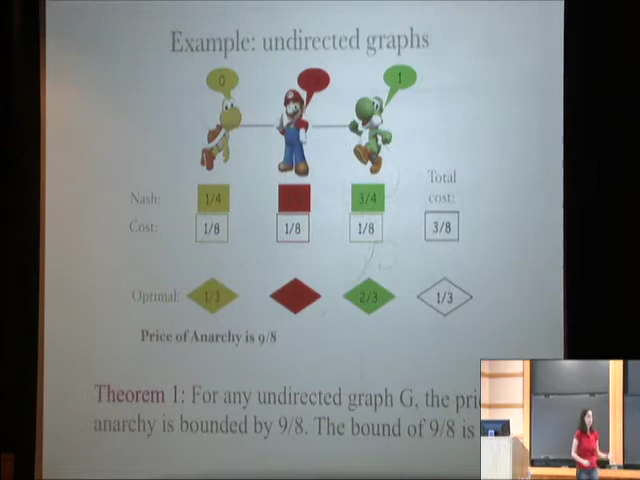 Example: undirected graphs
0
1
Total
Nash: 1/4 3/4 cost:
Cost: 1/8 1/8 1/8 3/8
Optimal: 1/3 2/3 1/3
Price of Anarchy is 9/8
Theorem 1: For any undirected graph G, the
anarchy is bounded by 9/8. The bound of 9/8 is